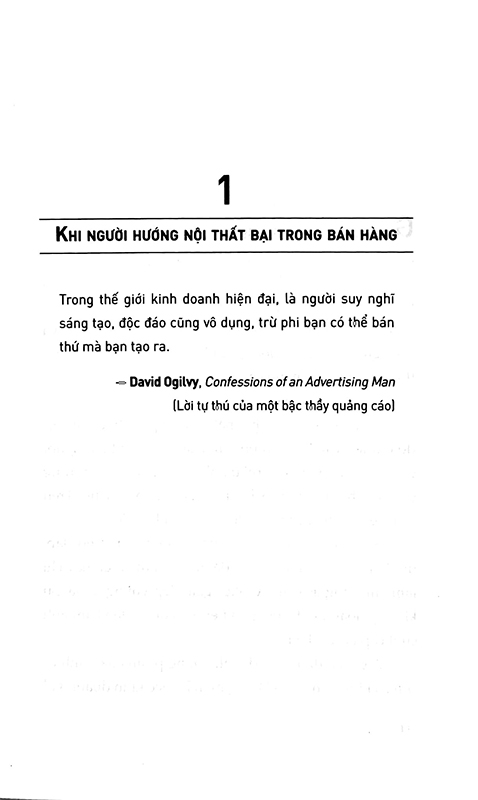 1
KHI NGƯỜI HƯỚNG NỘI THẤT BẠI TRONG BÁN HÀNG
Trong thế giới kinh doanh hiện đại, là người suy nghĩ
sáng tạo, độc đáo cũng vô dụng, trừ phi bạn có thể bán
thứ mà bạn tạo ra.
— David Ogilvy, Confessions of an Advertising Man
(Lời tự thú của một bậc thầy quảng cáo)